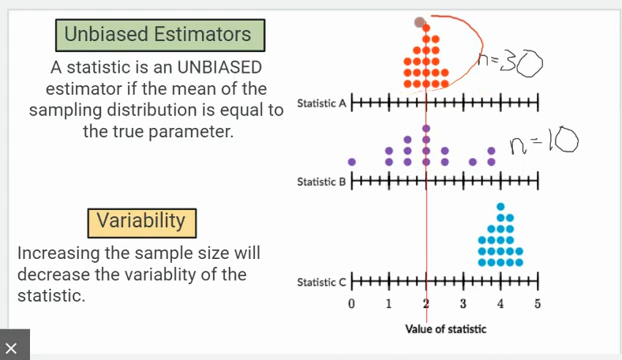 Unbiased Estimators
A statistic is an UNBIASED
estimator if the mean of the
sampling distribution is equal to
the true parameter.
Variability
Increasing the sample size will
decrease the variablity of the
statistic.
n=30
Statistic A
n=10
Statistic B
Statistic C
0 1 2 3 4 5
Value of statistic